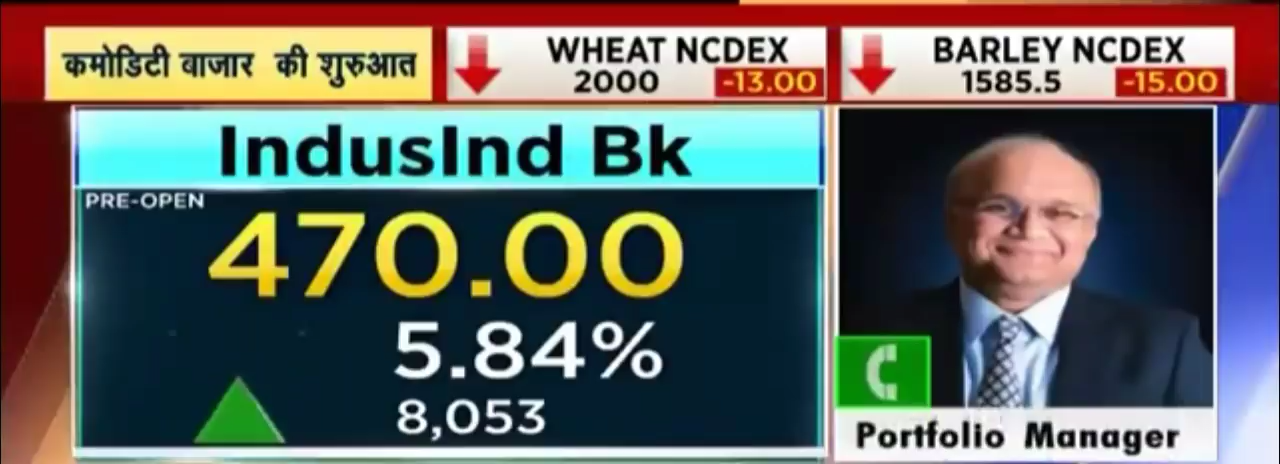 कमोडिटी बाजार की शुरुआत
WHEAT NCDEX
2000 -13.00
BARLEY NCDEX
1585.5 -15.00
IndusInd Bk
PRE-OPEN
470.00
5.84%
8,053
Portfolio Manager